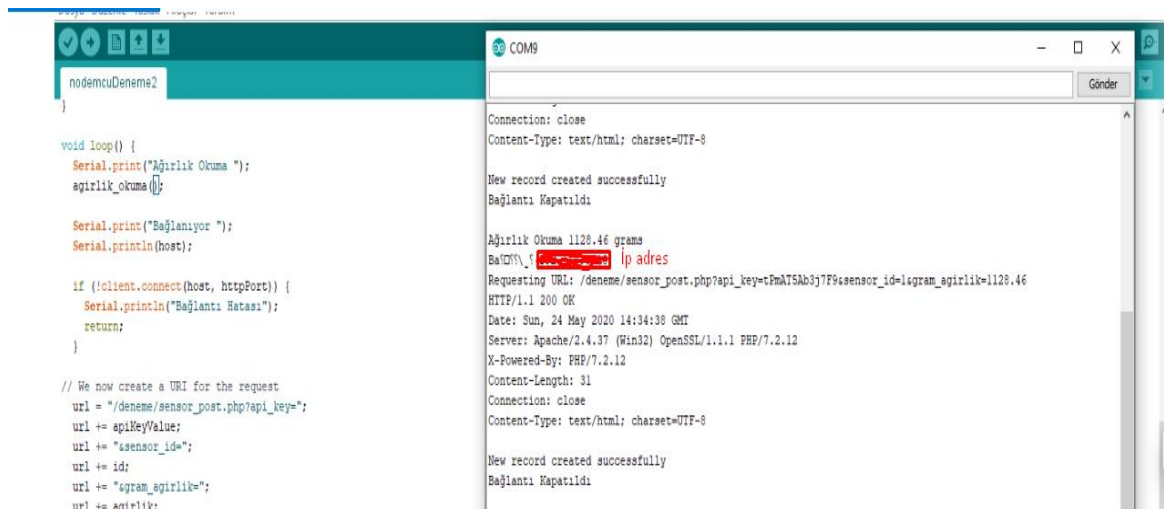 nodemcuDeneme2
}
void loop() {
Serial.print("Ağırlık Okuma ");
agirlik_okuma();
Serial.print("Bağlanıyor ");
Serial.println(host);
if (!client.connect(host, httpPort)) {
Serial.println("Bağlantı Hatası");
return;
}
// We now create a URI for the request
url = "/deneme/sensor_post.php?api_key=";
url += apiKeyValue;
url += "&sensor_id=";
url += id;
url += "&gram_agirlik=";
url += agirlik;
COM9
Gönder
Connection: close
Content-Type: text/html; charset=UTF-8
New record created successfully
Bağlantı Kapatıldı
Ağırlık Okuma 1128.46 grams
İp adres
Requesting URL: /deneme/sensor_post.php?api_key=tPmAT5Ab3j7F9&sensor_id=1&gram_agirlik=1128.46
HTTP/1.1 200 OK
Date: Sun, 24 May 2020 14:34:38 GMT
Server: Apache/2.4.37 (Win32) OpenSSL/1.1.1 PHP/7.2.12
X-Powered-By: PHP/7.2.12
Content-Length: 31
Connection: close
Content-Type: text/html; charset=UTF-8
New record created successfully
Bağlantı Kapatıldı